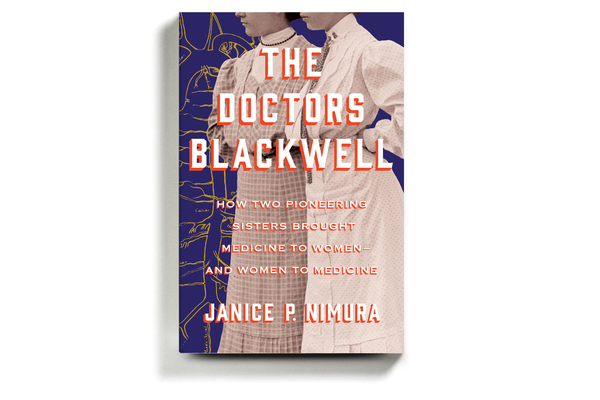 THE
DOCTORS
BLACKWELL
HOW TWO PIONEERING
SISTERS BROUGHT
MEDICINE TO WOMEN—
AND WOMEN TO MEDICINE
JANICE P. NIMURA